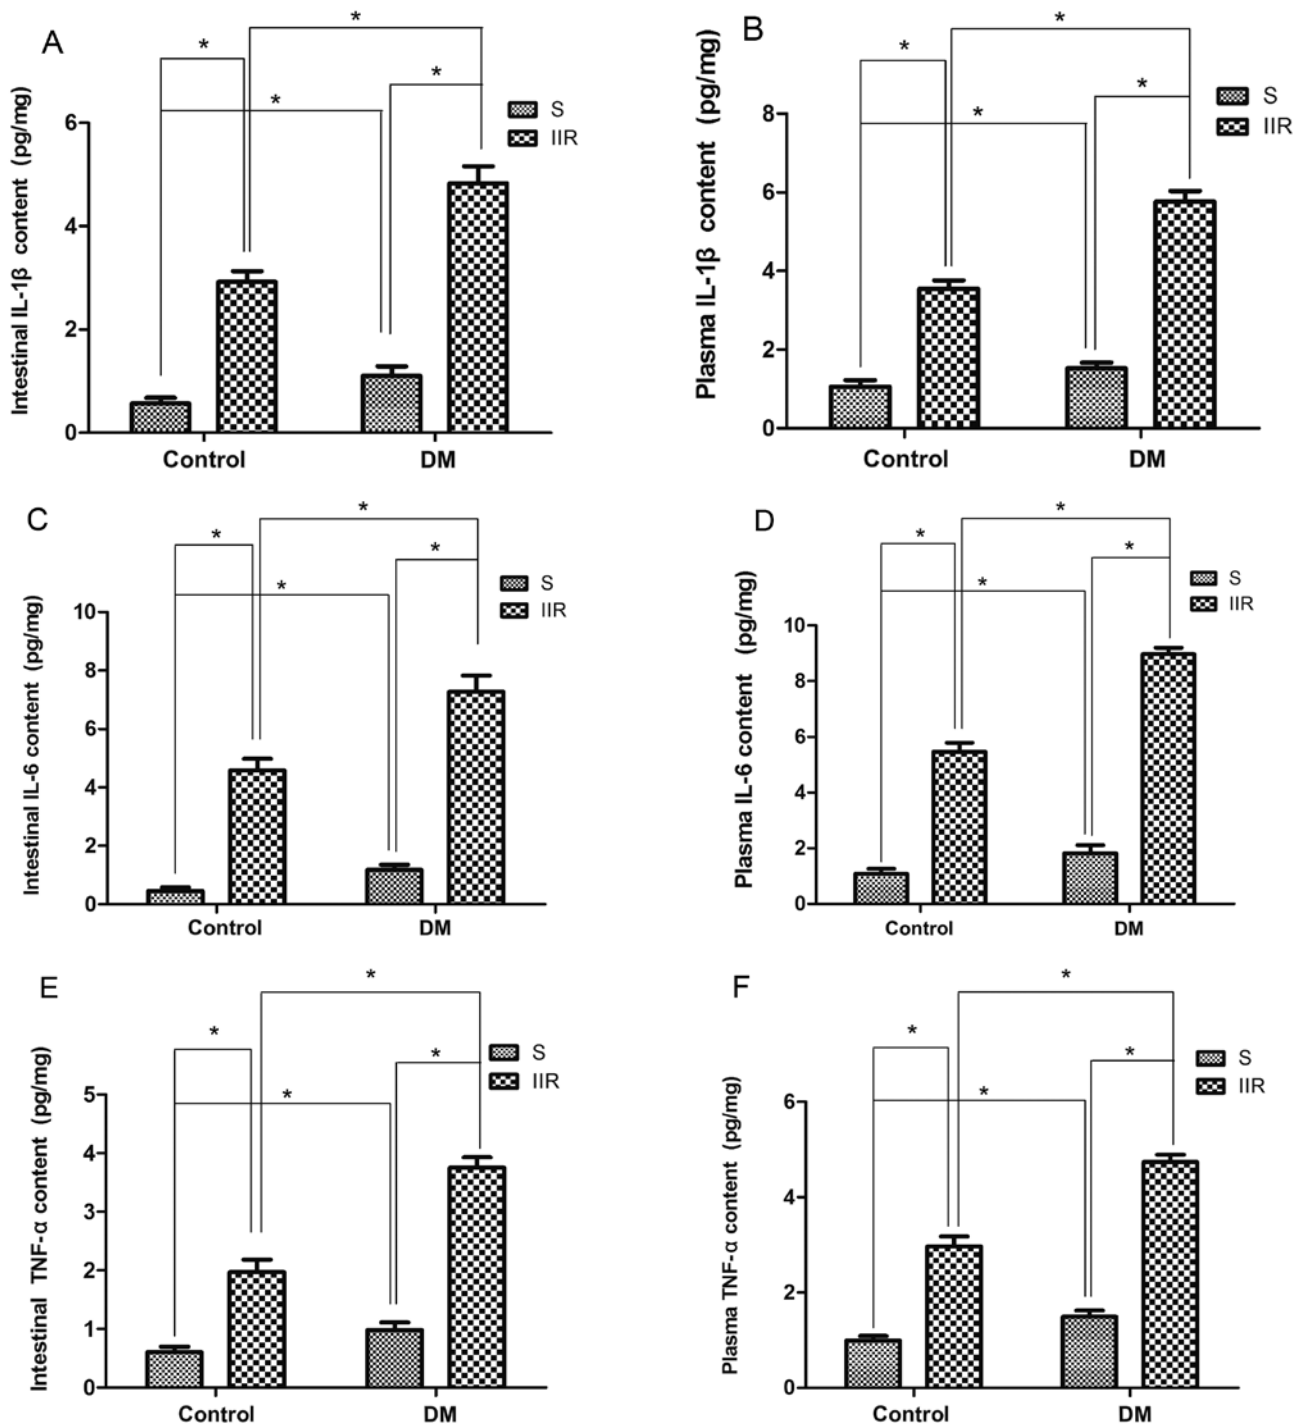 A
*
*
*
*
S
IIR
Intestinal IL-1β content (pg/mg)
6
4
2
0
Control DM
B
*
*
*
*
S
IIR
Plasma IL-1β content (pg/mg)
8
6
4
2
0
Control DM
C
*
*
*
*
S
IIR
Intestinal IL-6 content (pg/mg)
10
8
6
4
2
0
Control DM
D
*
*
*
*
S
IIR
Plasma IL-6 content (pg/mg)
10
8
6
4
2
0
Control DM
E
*
*
*
*
S
IIR
Intestinal TNF-α content (pg/mg)
5
4
3
2
1
0
Control DM
F
*
*
*
*
S
IIR
Plasma TNF-α content (pg/mg)
6
4
2
0
Control DM